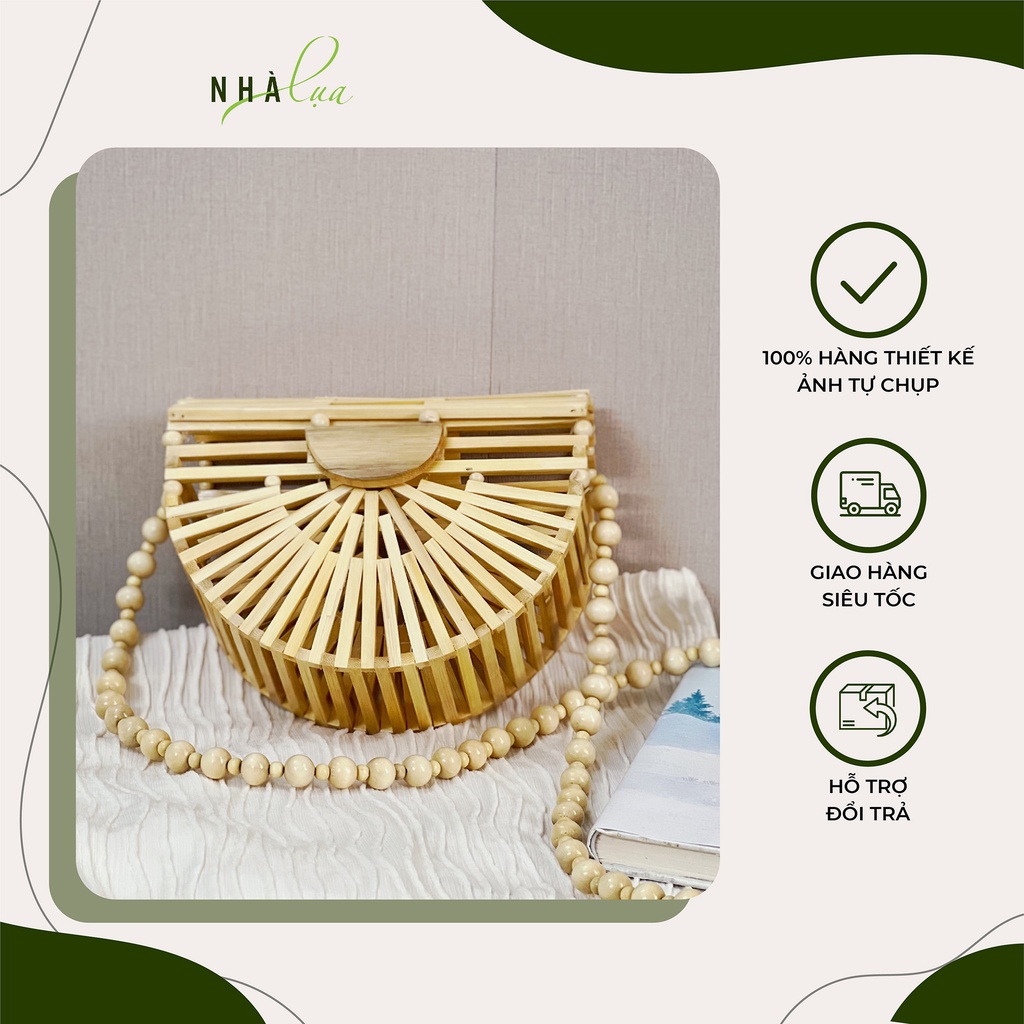 NHÀ lụa
100% HÀNG THIẾT KẾ
ẢNH TỰ CHỤP
GIAO HÀNG
SIÊU TỐC
HỖ TRỢ
ĐỔI TRẢ